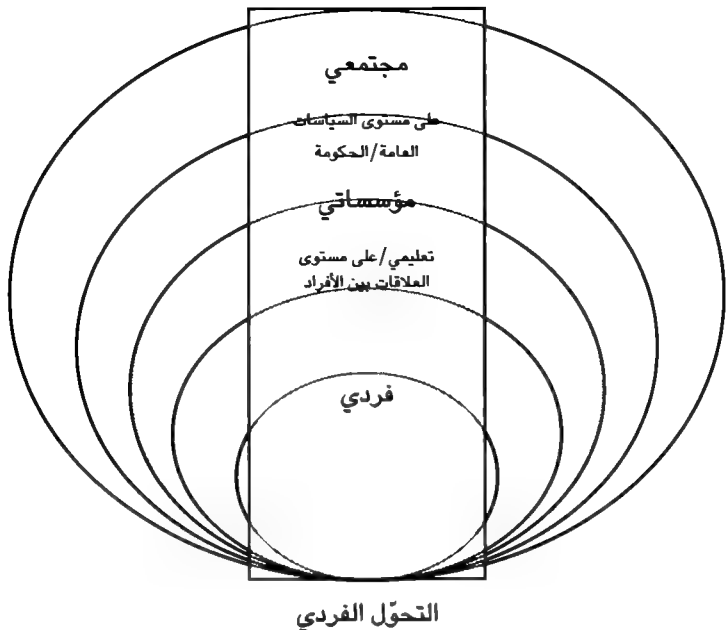 مجتمعي
على مستوى السياسات
العامة/الحكومة
مؤسساتي
تعليمي/على مستوى
العلاقات بين الأفراد
فردي
التحوّل الفردي